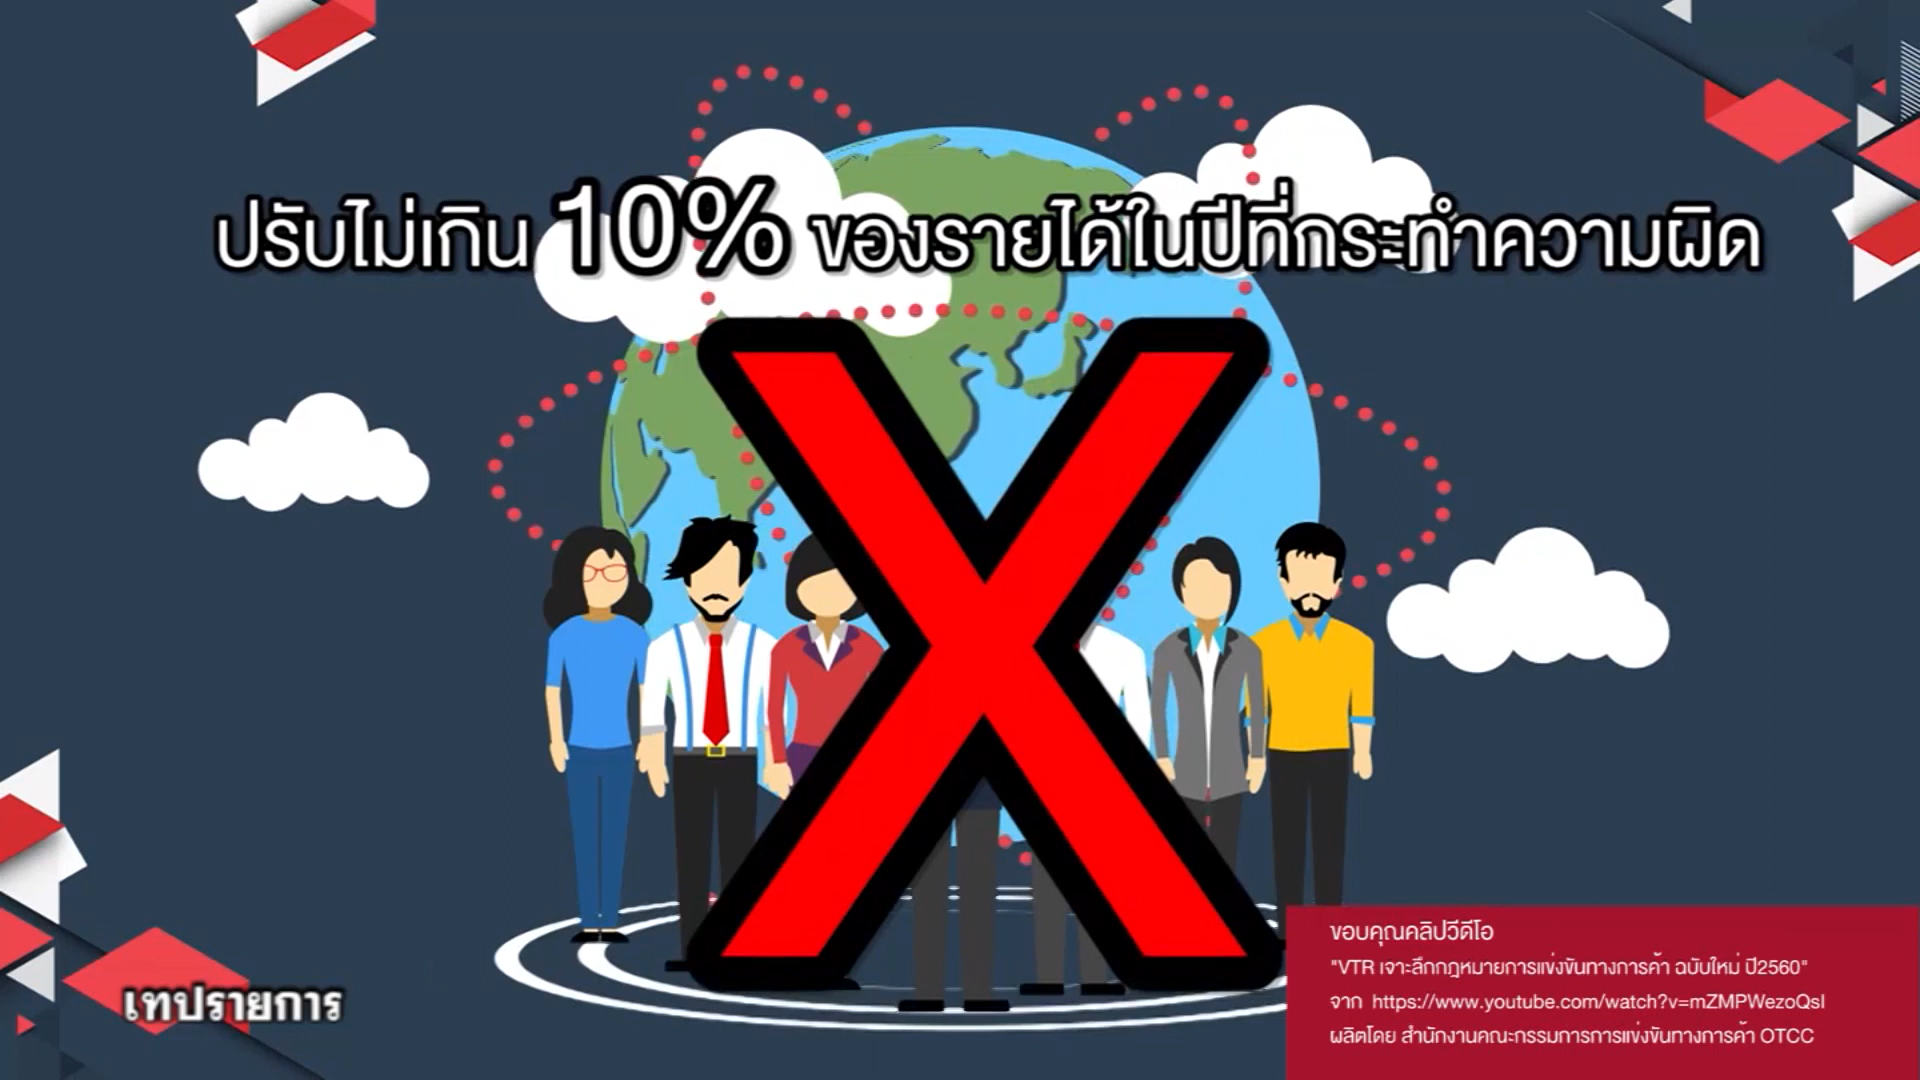 ปรับไม่เกิน 10% ของรายได้ในปีที่กระทำความผิด
X
ขอบคุณคลิปวีดีโอ
"VTR เจาะลึกกฎหมายการแข่งขันทางการค้า ฉบับใหม่ ปี2560"
จาก https://www.youtube.com/watch?v=mZMPWezoQsI
ผลิตโดย สำนักงานคณะกรรมการการแข่งขันทางการค้า OTCC
เทปรายการ